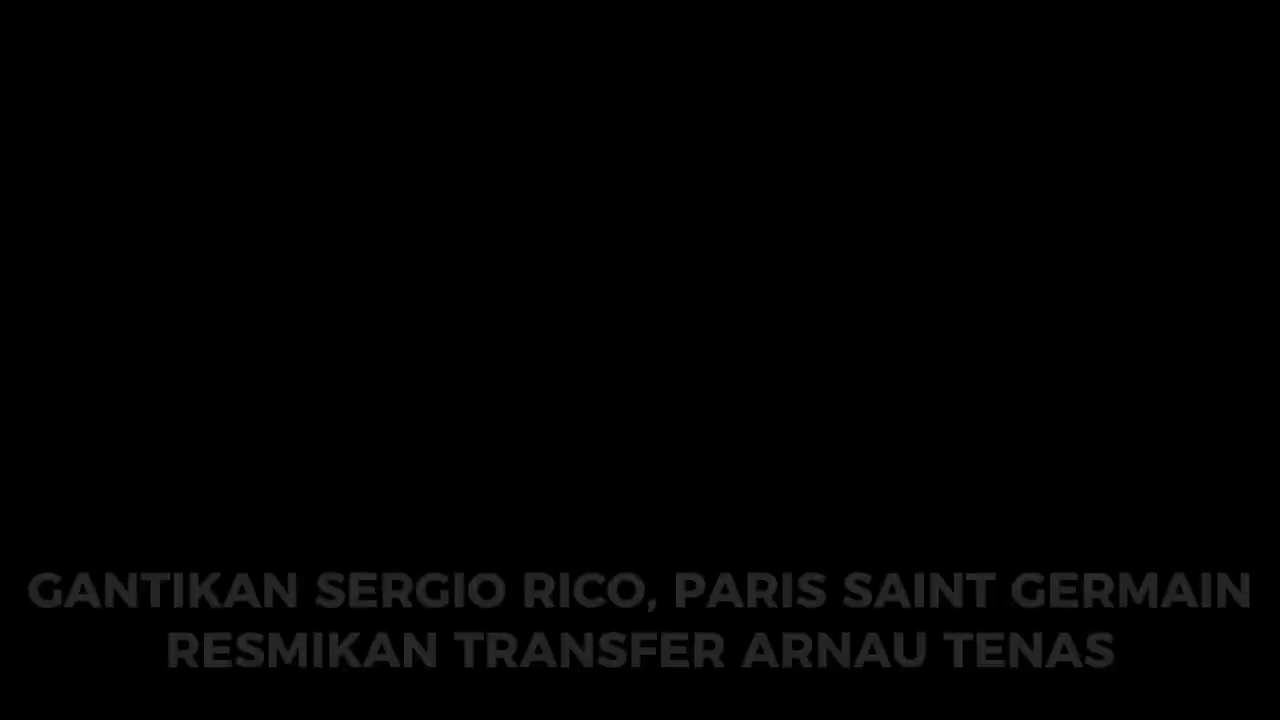 GANTIKAN SERGIO RICO, PARIS SAINT GERMAIN
RESMIKAN TRANSFER ARNAU TENAS